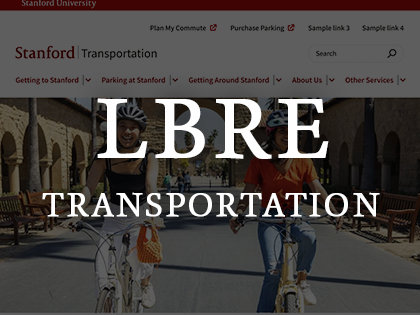 Stanford University
Plan My Commute Purchase Parking Sample link 3 Sample link 4
Stanford Transportation Search
Getting to Stanford Parking at Stanford Getting Around Stanford About Us Other Services
LBRE
TRANSPORTATION